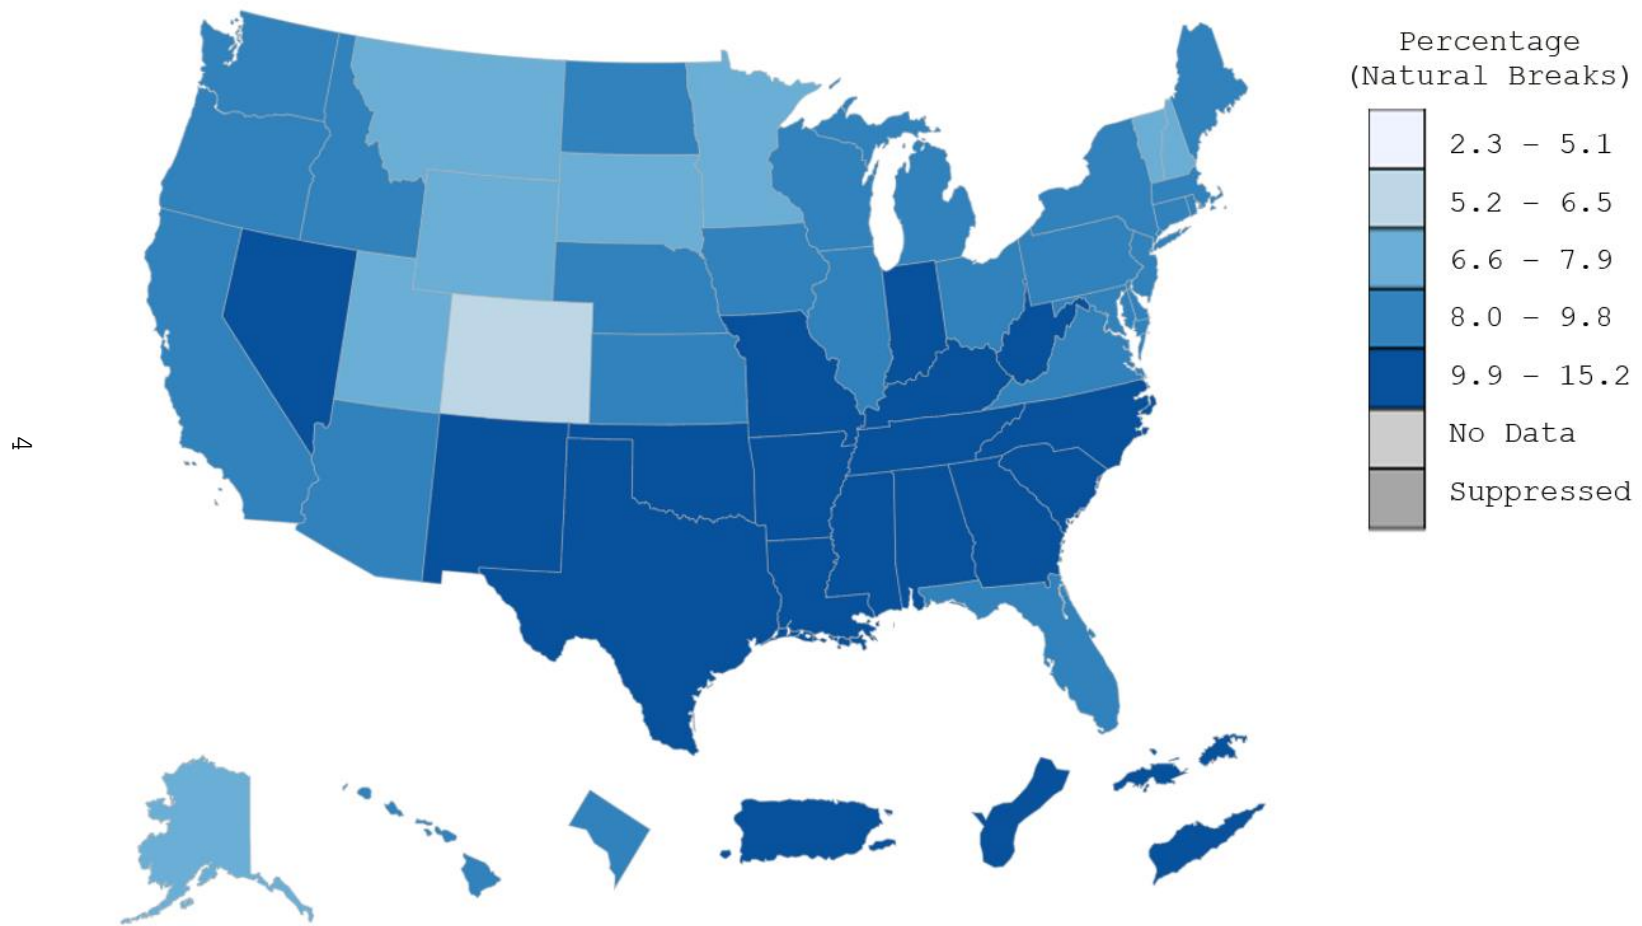 Percentage
(Natural Breaks)
2.3 – 5.1
5.2 – 6.5
6.6 – 7.9
8.0 – 9.8
9.9 – 15.2
No Data
Suppressed
4